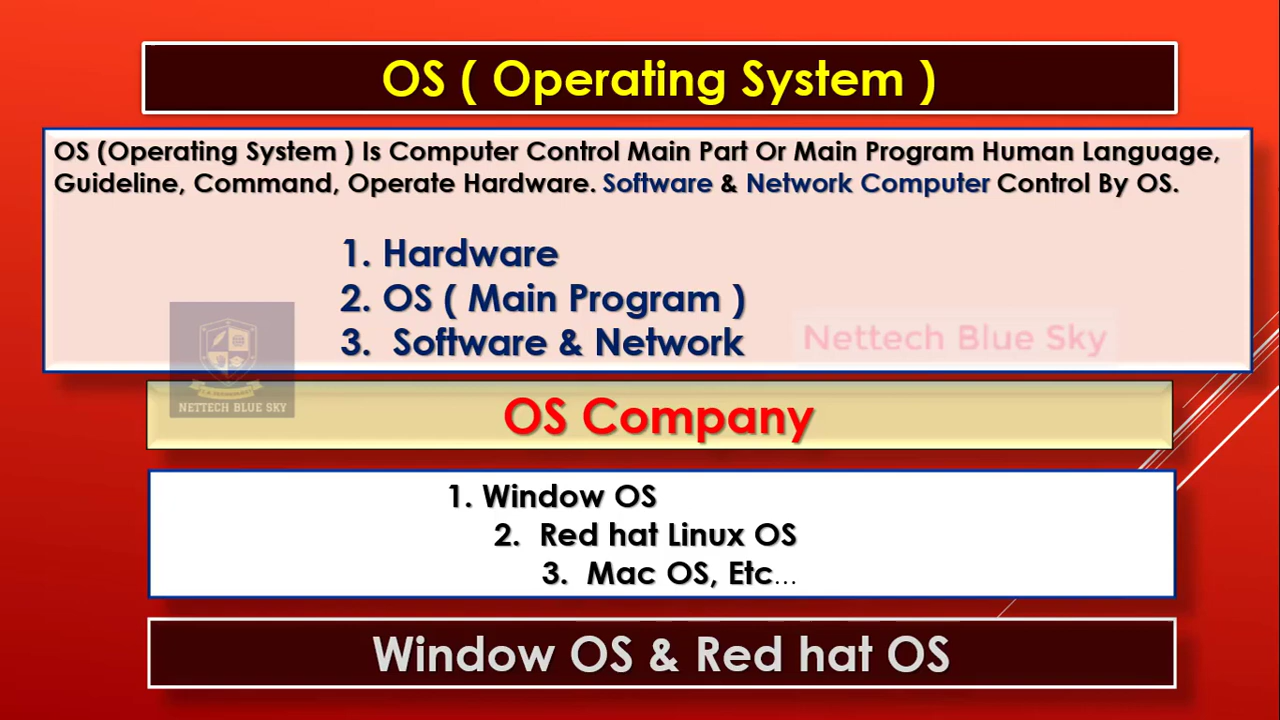 OS ( Operating System )
OS (Operating System ) Is Computer Control Main Part Or Main Program Human Language,
Guideline, Command, Operate Hardware. Software & Network Computer Control By OS.
1. Hardware
2. OS ( Main Program )
3. Software & Network
Nettech Blue Sky
NETTECH BLUE SKY
OS Company
1. Window OS
2. Red hat Linux OS
3. Mac OS, Etc...
Window OS & Red hat OS